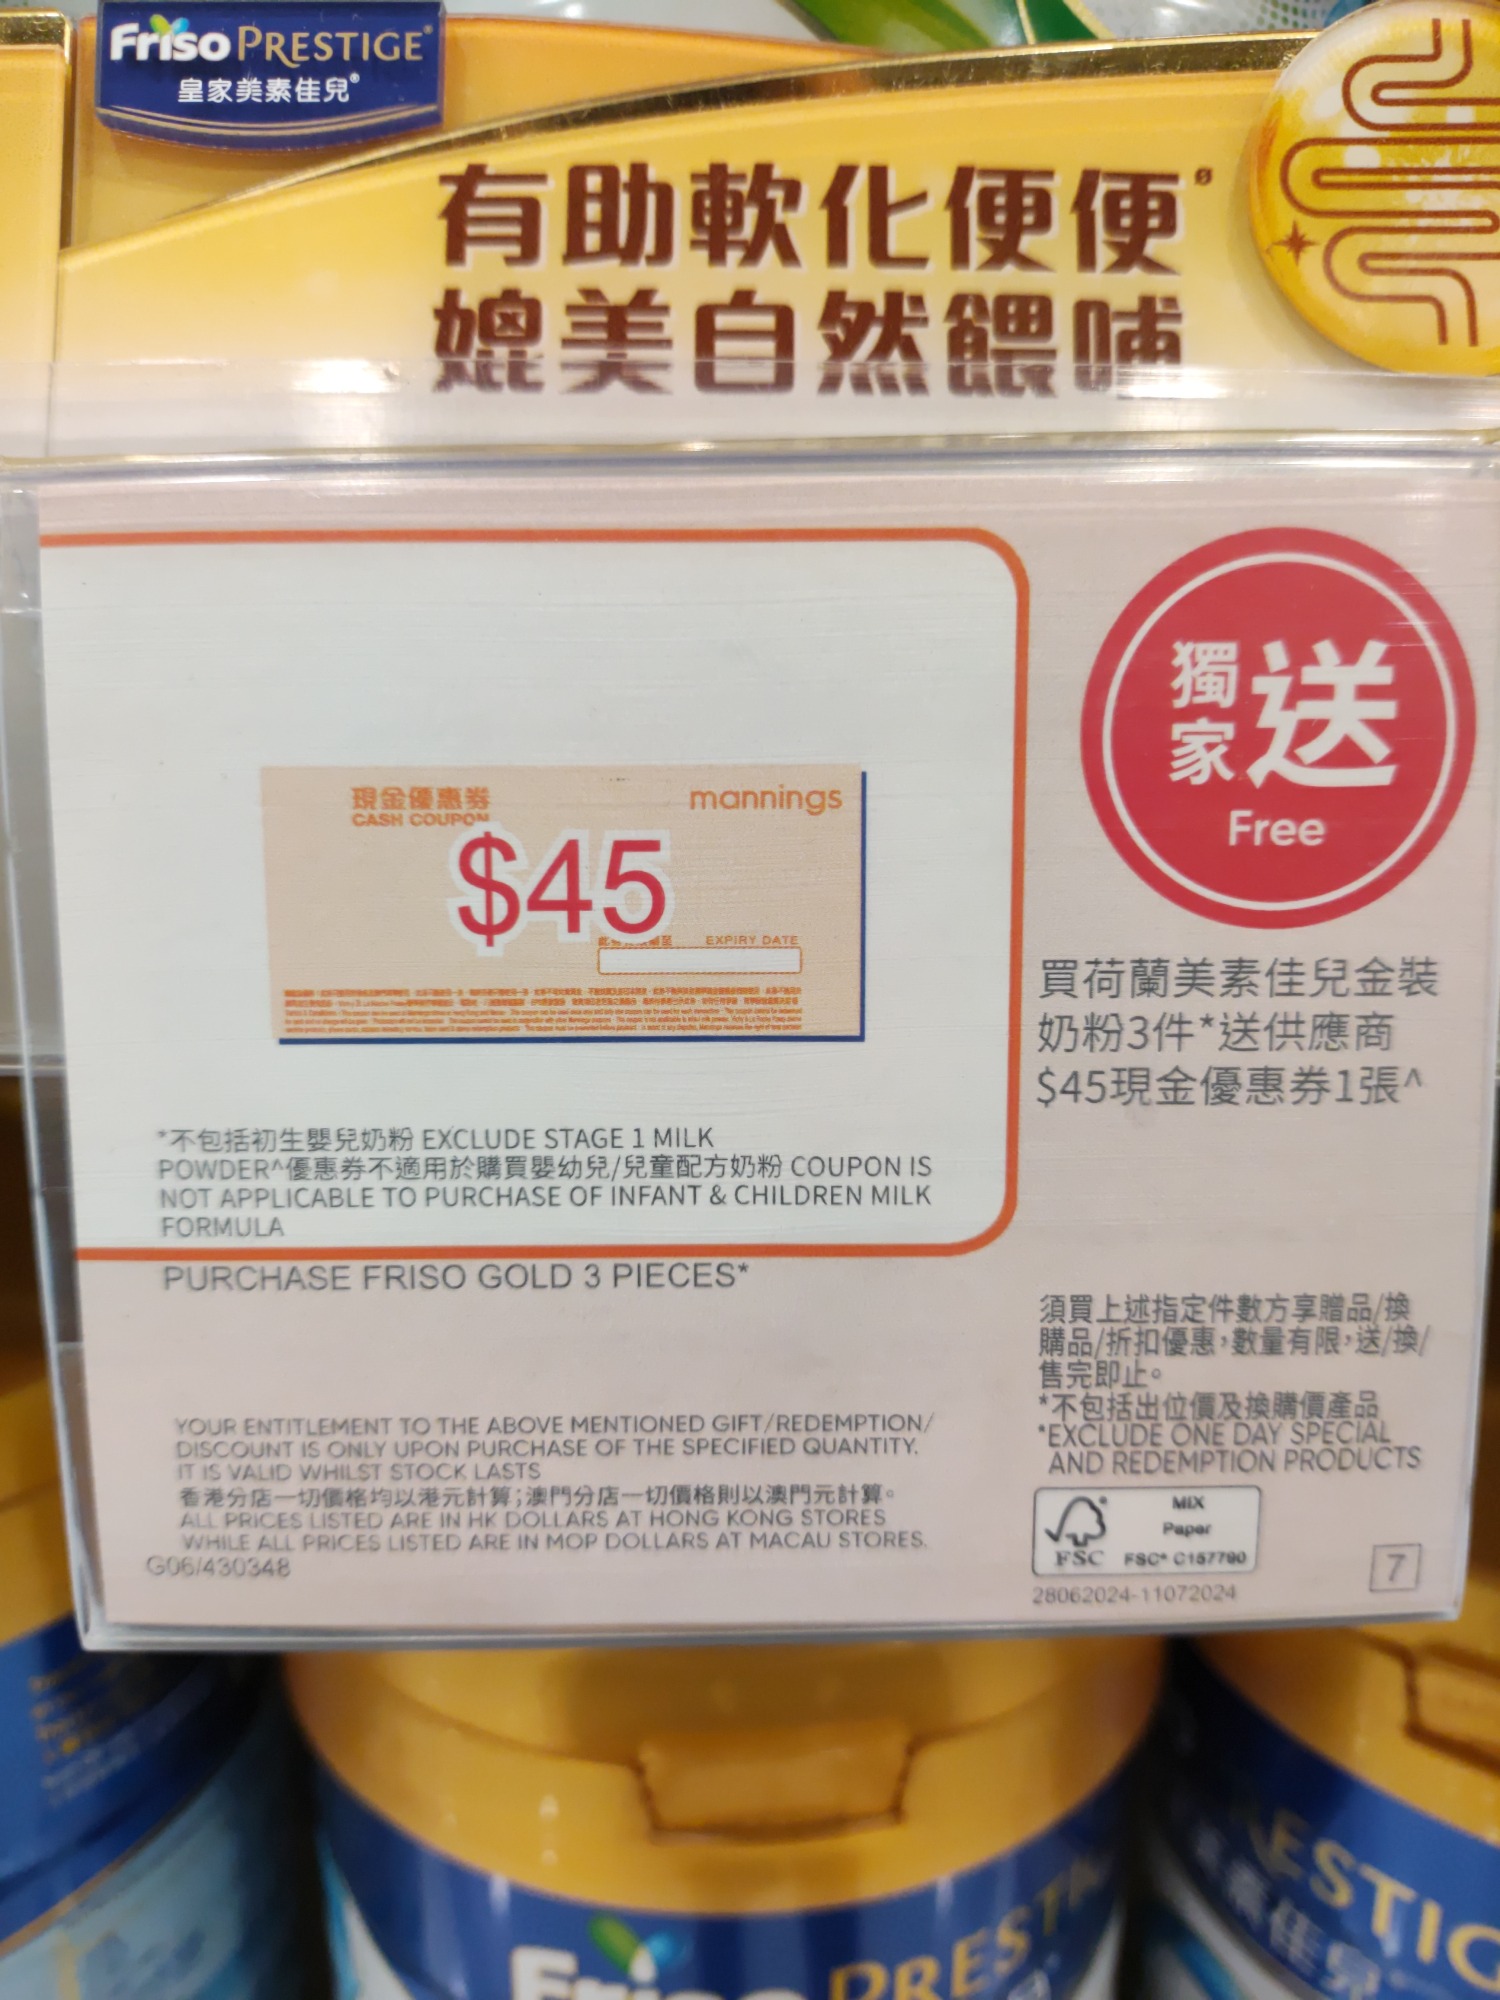 Friso PRESTIGE®
皇家美素佳兒®
有助軟化便便ø
媲美自然餵哺
現金優惠券
CASH COUPON
mannings
$45
EXPIRY DATE
獨家送
Free
買荷蘭美素佳兒金裝
奶粉3件*送供應商
$45現金優惠券1張^
*不包括初生嬰兒奶粉 EXCLUDE STAGE 1 MILK
POWDER^優惠券不適用於購買嬰幼兒/兒童配方奶粉 COUPON IS
NOT APPLICABLE TO PURCHASE OF INFANT & CHILDREN MILK
FORMULA
PURCHASE FRISO GOLD 3 PIECES*
須買上述指定件數方享贈品/換
購品/折扣優惠,數量有限,送/換/
售完即止。
*不包括出位價及換購價產品
*EXCLUDE ONE DAY SPECIAL
AND REDEMPTION PRODUCTS
YOUR ENTITLEMENT TO THE ABOVE MENTIONED GIFT/REDEMPTION/
DISCOUNT IS ONLY UPON PURCHASE OF THE SPECIFIED QUANTITY.
IT IS VALID WHILST STOCK LASTS
香港分店一切價格均以港元計算;澳門分店一切價格則以澳門元計算。
ALL PRICES LISTED ARE IN HK DOLLARS AT HONG KONG STORES
WHILE ALL PRICES LISTED ARE IN MOP DOLLARS AT MACAU STORES.
G06/430348
MIX
Paper
FSC
FSC® C157790
7
28062024-11072024
Friso PRESTI
ESTIG